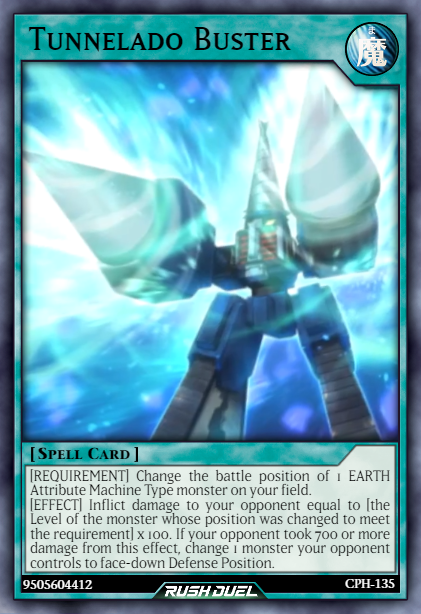 Tunnelado Buster
ま
魔
[Spell Card]
[REQUIREMENT] Change the battle position of 1 EARTH
Attribute Machine Type monster on your field.
[EFFECT] Inflict damage to your opponent equal to [the
Level of the monster whose position was changed to meet
the requirement] x 100. If your opponent took 700 or more
damage from this effect, change 1 monster your opponent
controls to face-down Defense Position.
9505604412
CPH-135
RUSH DUEL